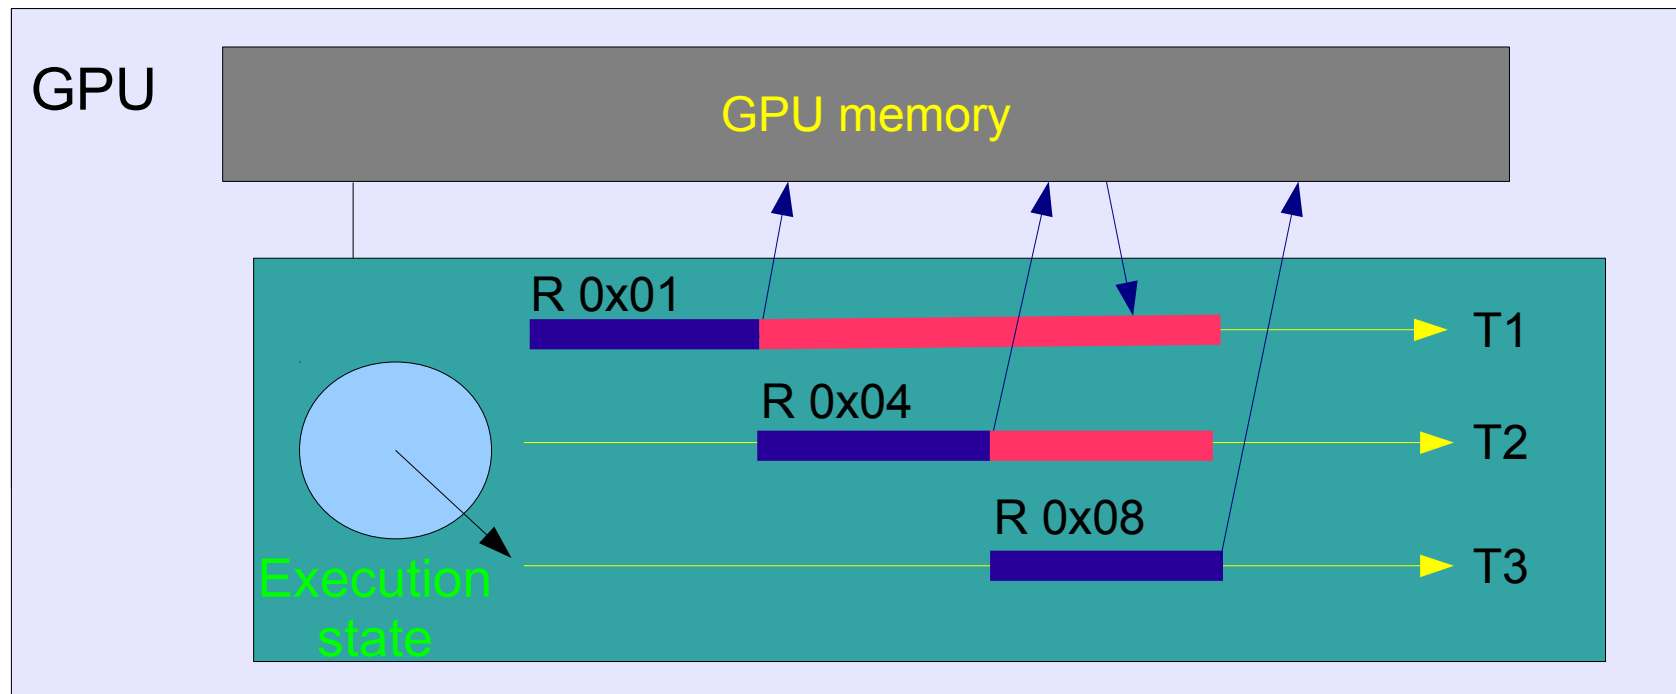 GPU
GPU memory
R 0x01
T1
R 0x04
T2
R 0x08
T3
Execution
state